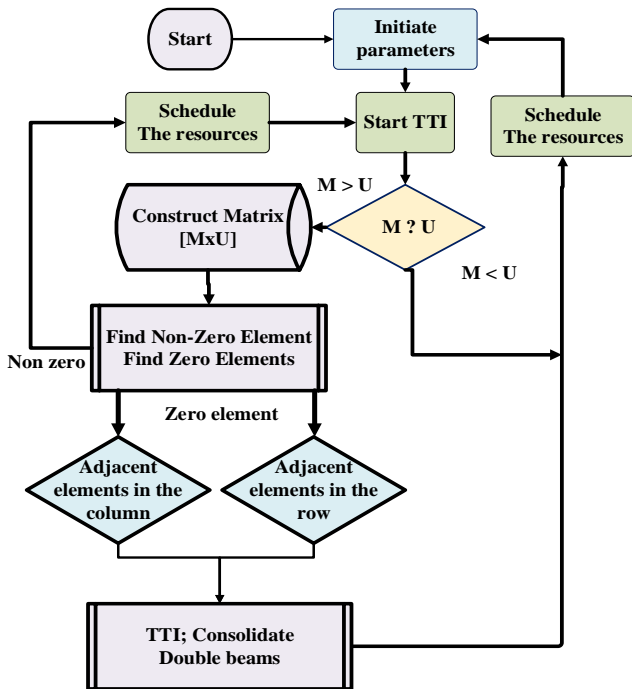 Start
Initiate
parameters
Schedule
The resources
Start TTI
Schedule
The resources
M > U
Construct Matrix
[MxU]
M ? U
M < U
Find Non-Zero Element
Find Zero Elements
Non zero
Zero element
Adjacent
elements in the
column
Adjacent
elements in the
row
TTI; Consolidate
Double beams